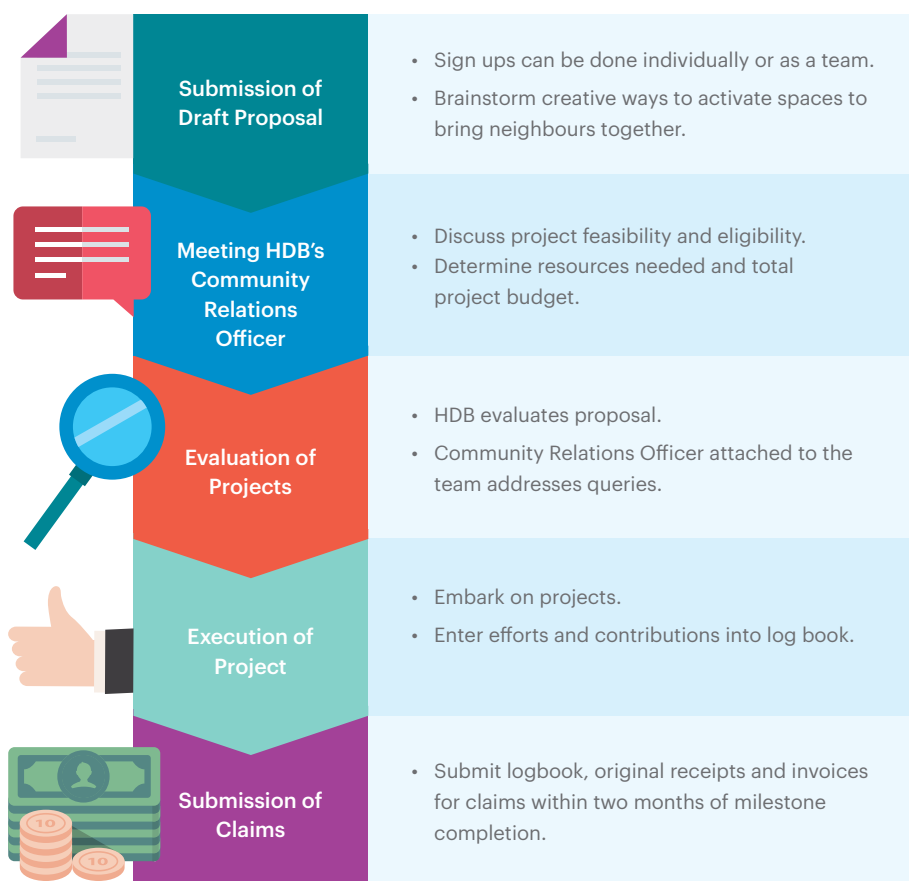 Submission of
Draft Proposal
• Sign ups can be done individually or as a team.
• Brainstorm creative ways to activate spaces to
bring neighbours together.
Meeting HDB's
Community
Relations
Officer
• Discuss project feasibility and eligibility.
• Determine resources needed and total
project budget.
Evaluation of
Projects
• HDB evaluates proposal.
• Community Relations Officer attached to the
team addresses queries.
Execution of
Project
• Embark on projects.
• Enter efforts and contributions into log book.
Submission of
Claims
• Submit logbook, original receipts and invoices
for claims within two months of milestone
completion.
10
10